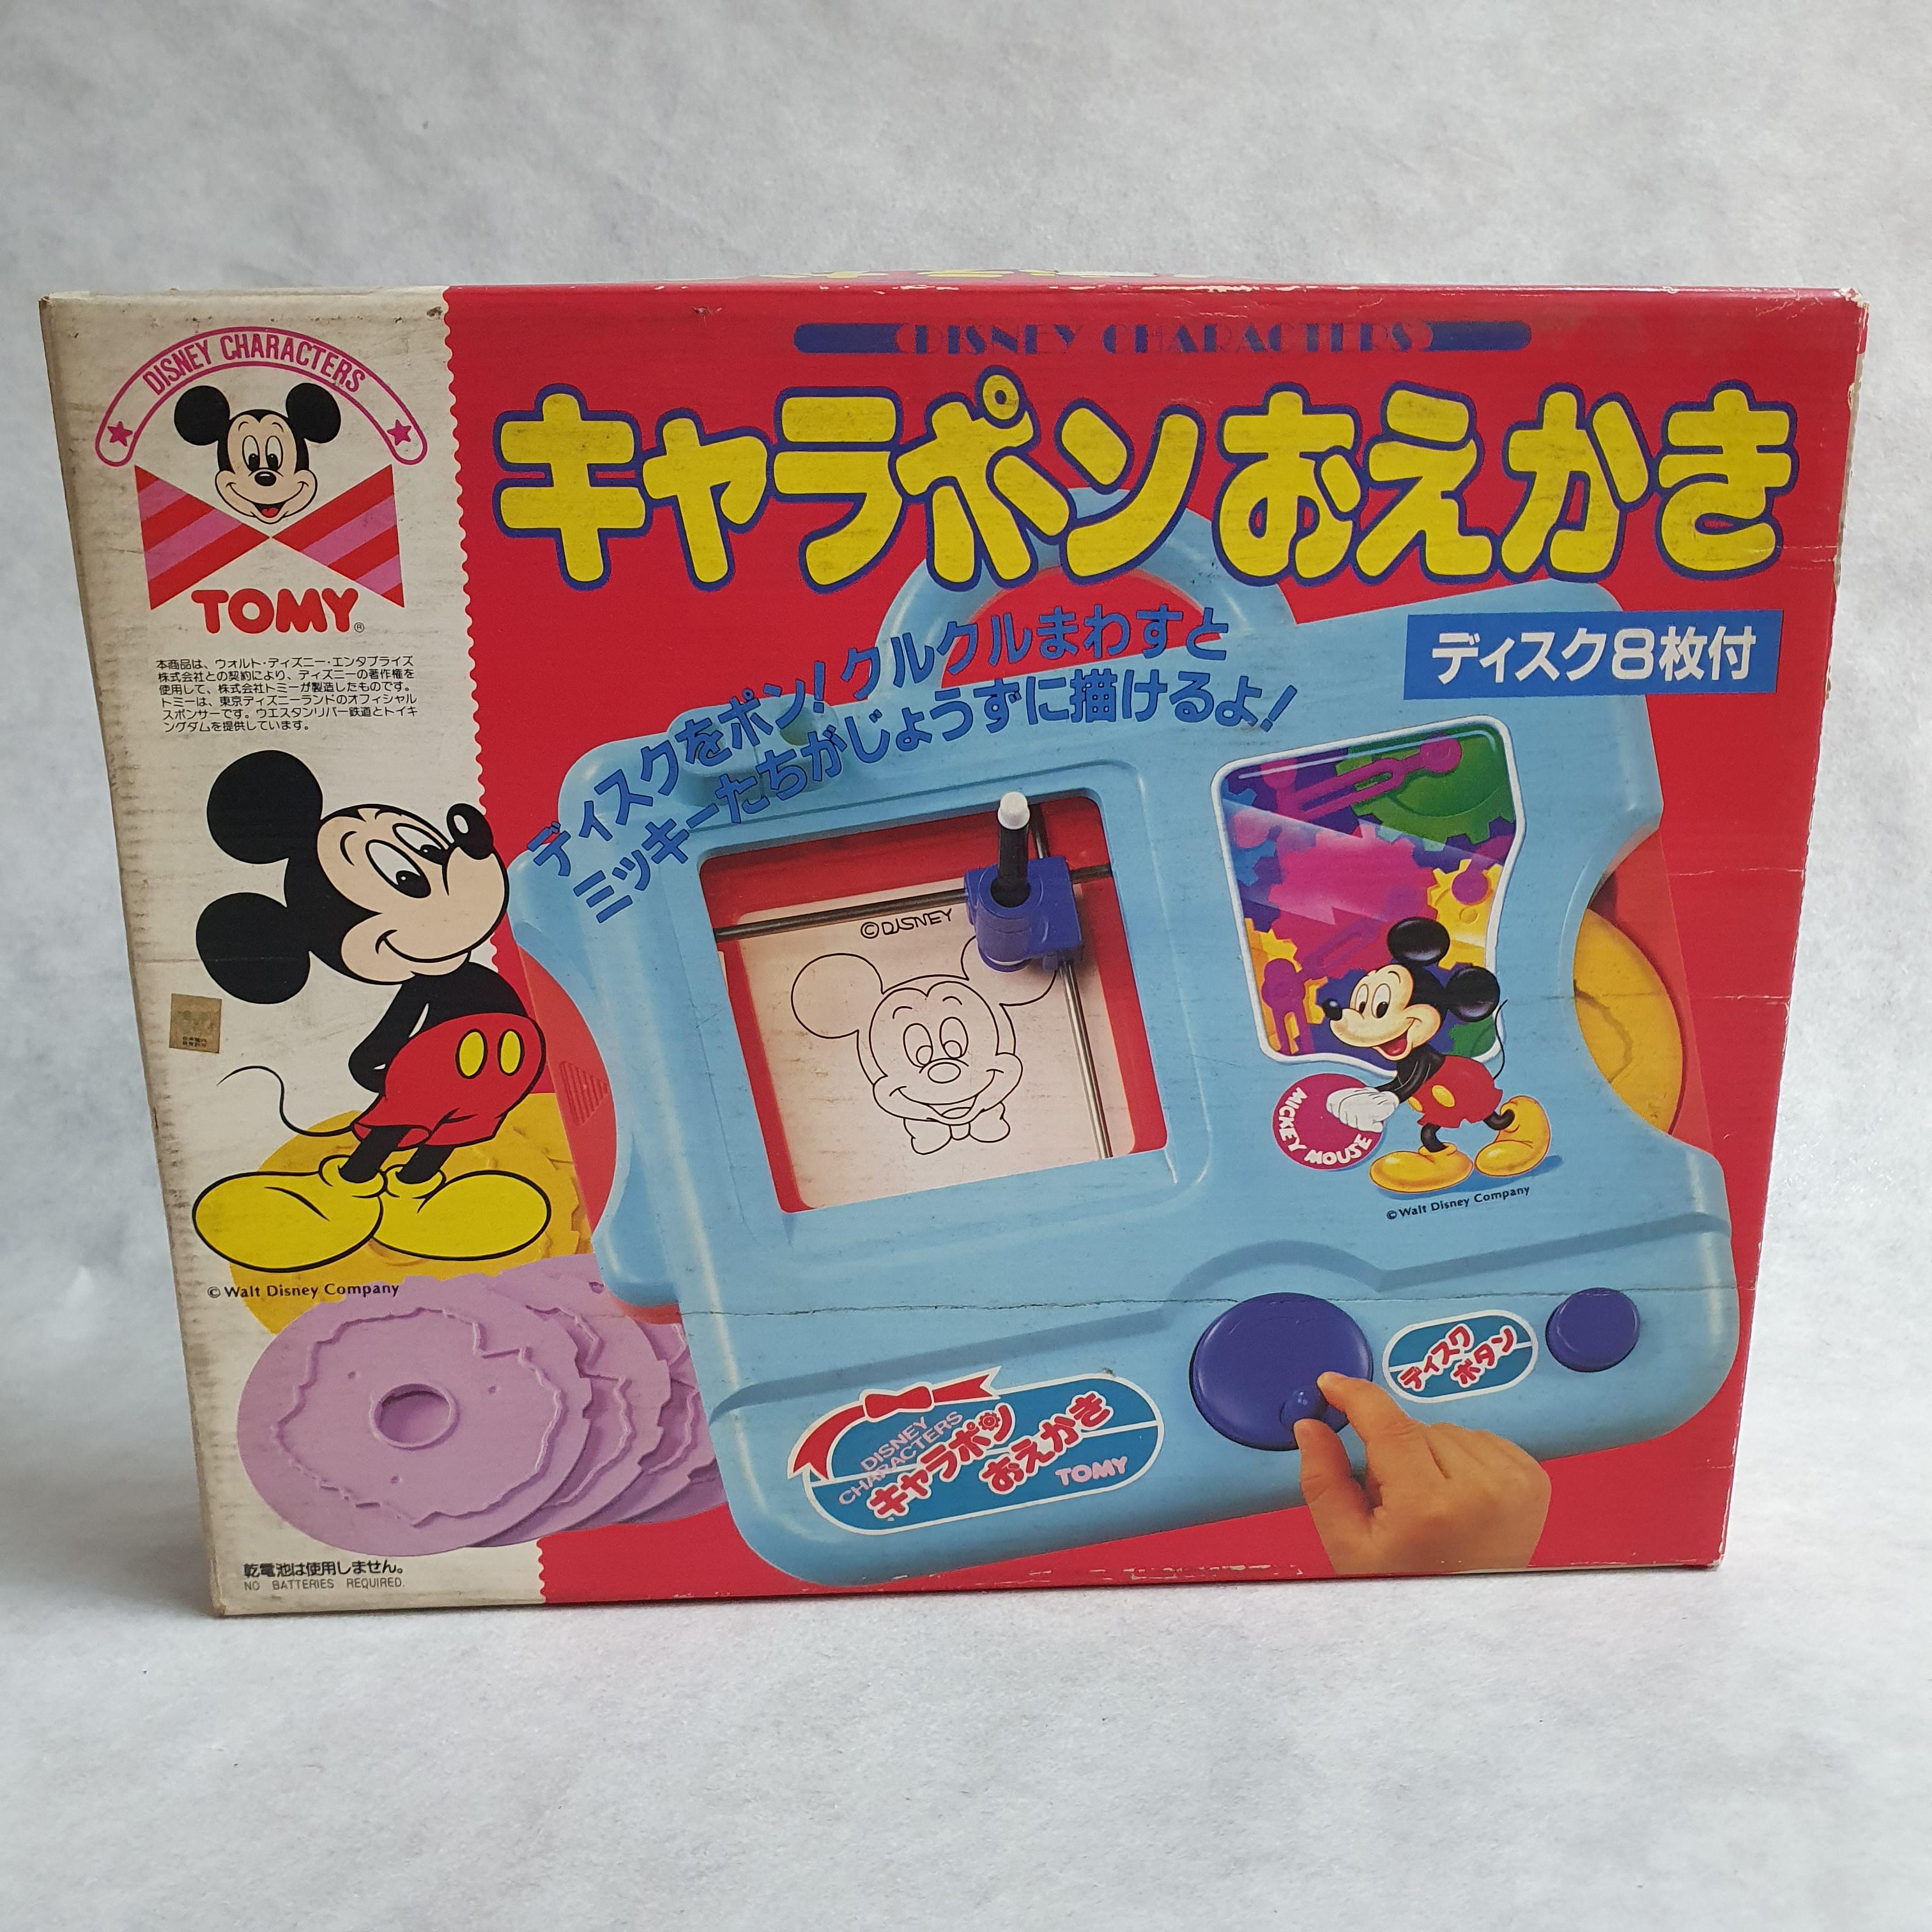 DISNEY CHARACTERS
TOMY®
本商品は、ウォルト・ディズニー・エンタプライズ
株式会社との契約により、ディズニーの著作権を
使用して、株式会社トミーが製造したものです。
トミーは、東京ディズニーランドのオフィシャル
スポンサーです。ウエスタンリバー鉄道とトイキ
ングダムを提供しています。
© Walt Disney Company
乾電池は使用しません。
NO BATTERIES REQUIRED.
DISNEY CHARACTERS
キャラポンおえかき
ディスク8枚付
ディスクをポン!クルクルまわすと
ミッキーたちがじょうずに描けるよ!
©DISNEY
MICKEY MOUSE
© Walt Disney Company
ディスク
ボタン
DISNEY
CHARACTERS
キャラポン
おえかき
TOMY